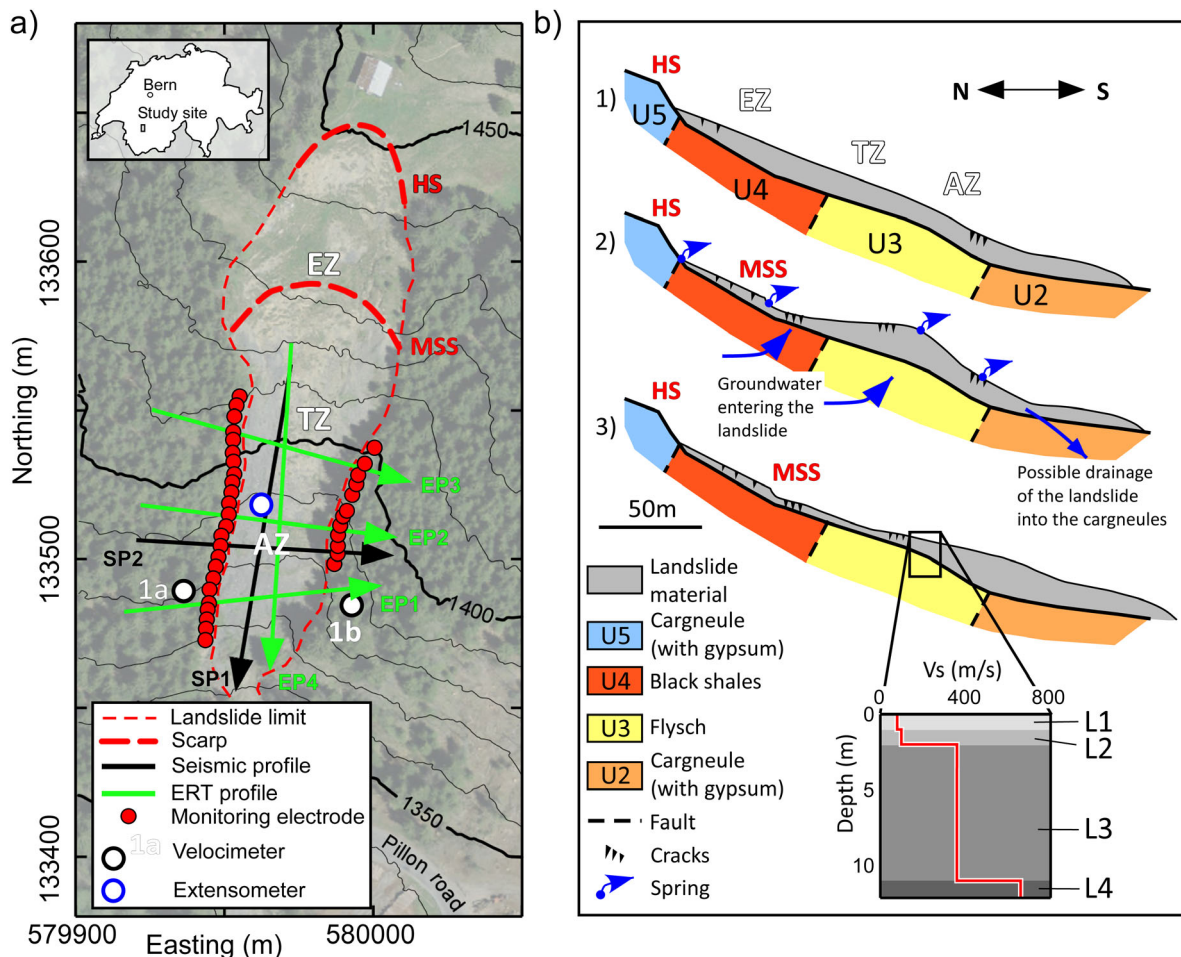 a)
Bern
Study site
1450
HS
EZ
MSS
TZ
EP3
EP2
AZ
SP2
1a
EP1
1b
1400
SP1
EP4
1350
Pillon road
Landslide limit
Scarp
Seismic profile
ERT profile
Monitoring electrode
1a
Velocimeter
Extensometer
Northing (m)
133600
133500
133400
579900
580000
Easting (m)
b)
HS
N
S
1)
U5
EZ
TZ
AZ
U4
U3
U2
HS
2)
MSS
Groundwater
entering the
landslide
Possible drainage
of the landslide
into the cargneules
HS
3)
MSS
50m
Landslide
material
U5
Cargneule
(with gypsum)
U4
Black shales
U3
Flysch
U2
Cargneule
(with gypsum)
Fault
Cracks
Spring
Vs (m/s)
0
400
800
Depth (m)
0
5
10
L1
L2
L3
L4